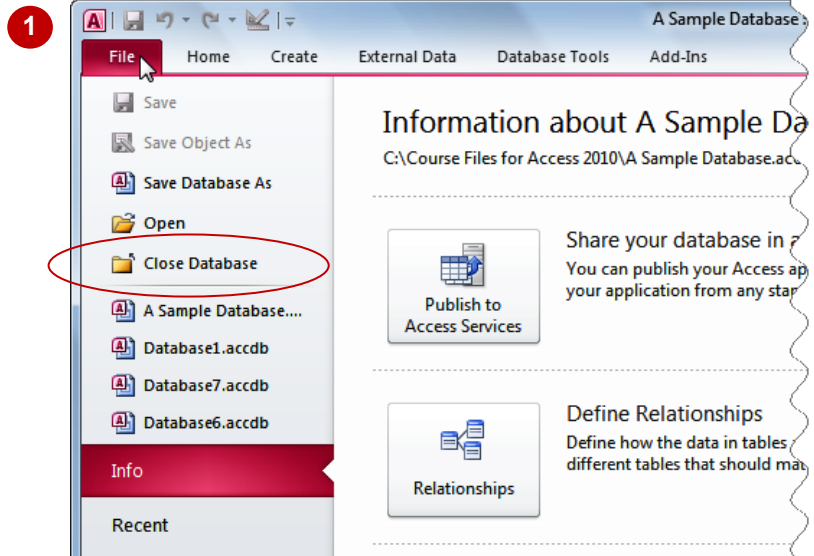 1
A Sample Database
File Home Create External Data Database Tools Add-Ins
Save
Save Object As
Save Database As
Open
Close Database
A Sample Database....
Database1.accdb
Database7.accdb
Database6.accdb
Info
Recent
Information about A Sample Da
C:\Course Files for Access 2010\A Sample Database.acc
Publish to
Access Services
Share your database in a
You can publish your Access ap
your application from any star
Relationships
Define Relationships
Define how the data in tables
different tables that should mat